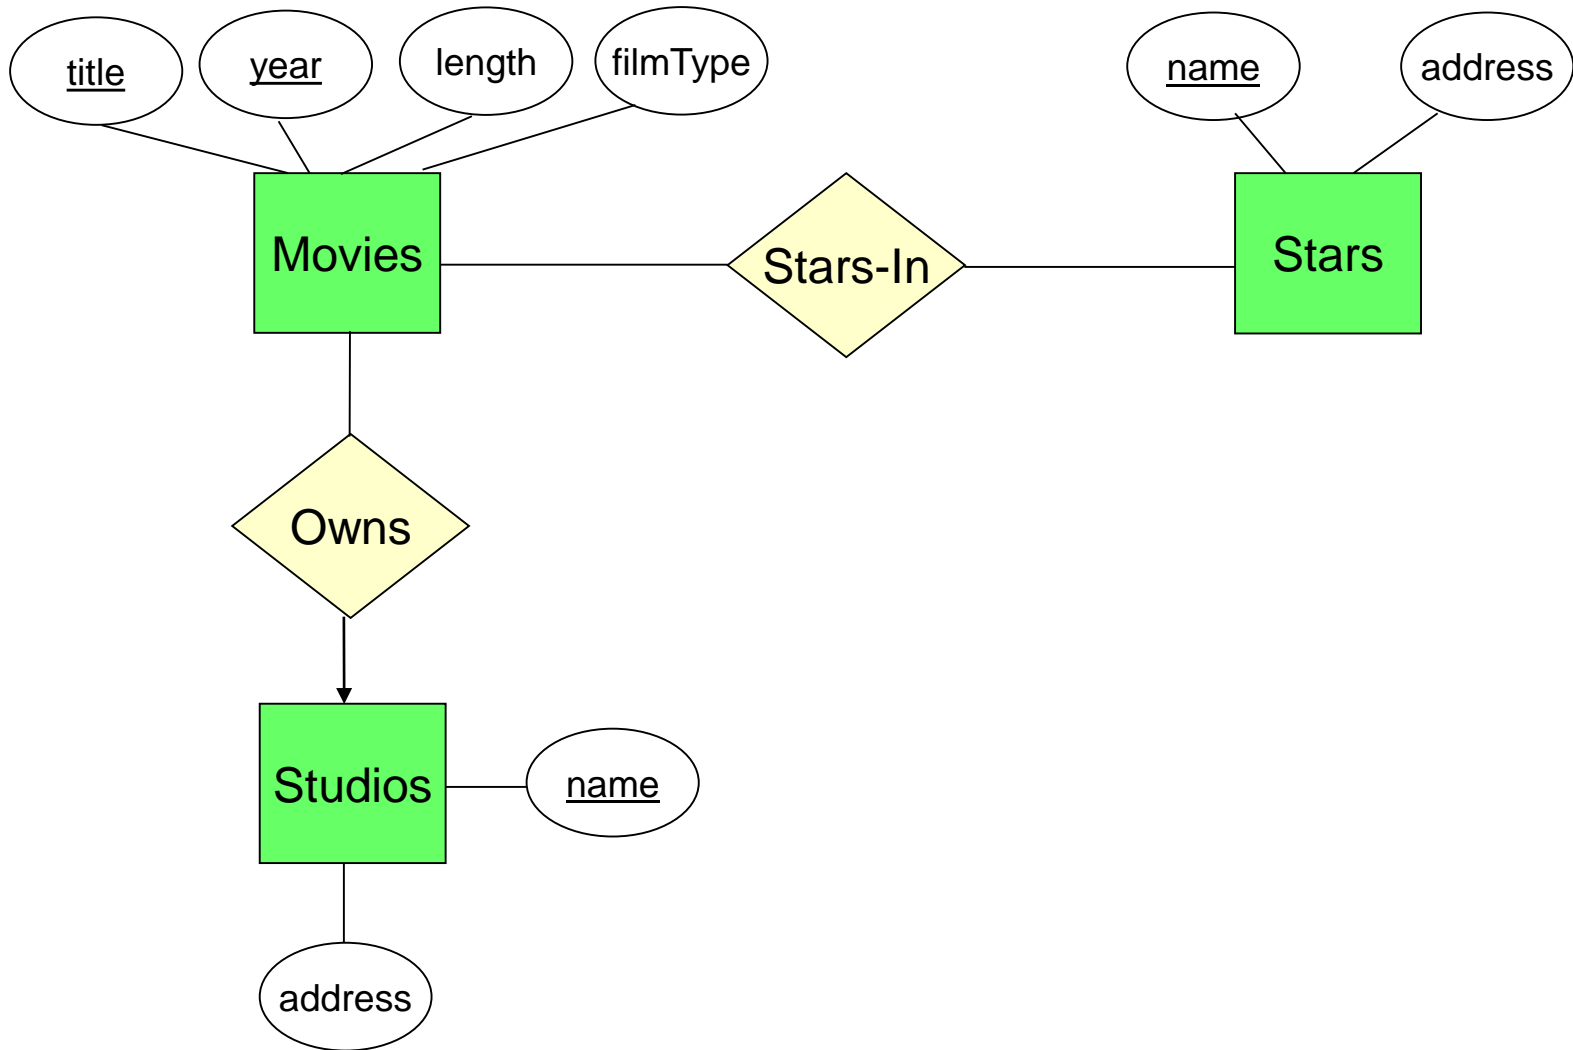 title
year
length
filmType
name
address
Movies
Stars-In
Stars
Owns
Studios
name
address